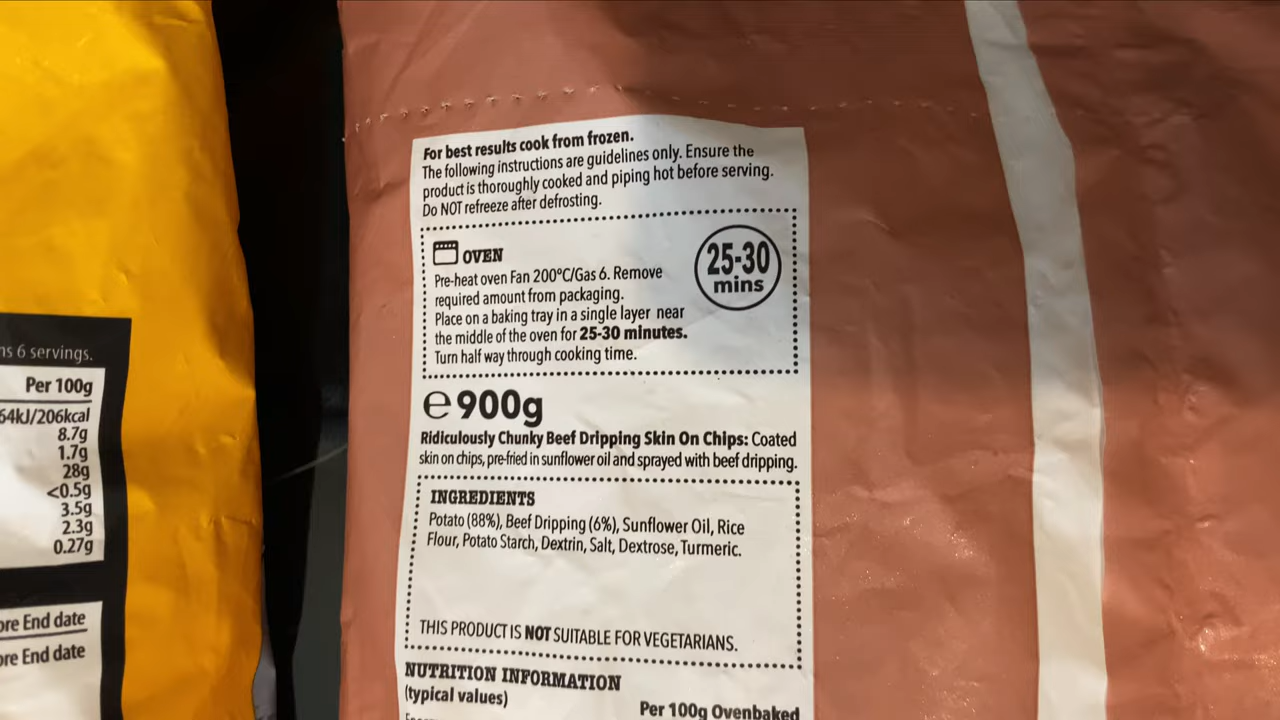 ns 6 servings.
Per 100g
64kJ/206kcal
8.7g
1.7g
28g
<0.5g
3.5g
2.3g
0.27g
ore End date
ore End date
For best results cook from frozen.
The following instructions are guidelines only. Ensure the
product is thoroughly cooked and piping hot before serving.
Do NOT refreeze after defrosting.
OVEN
25-30
mins
Pre-heat oven Fan 200°C/Gas 6. Remove
required amount from packaging.
Place on a baking tray in a single layer near
the middle of the oven for 25-30 minutes.
Turn half way through cooking time.
℮900g
Ridiculously Chunky Beef Dripping Skin On Chips: Coated
skin on chips, pre-fried in sunflower oil and sprayed with beef dripping.
INGREDIENTS
Potato (88%), Beef Dripping (6%), Sunflower Oil, Rice
Flour, Potato Starch, Dextrin, Salt, Dextrose, Turmeric.
THIS PRODUCT IS NOT SUITABLE FOR VEGETARIANS.
NUTRITION INFORMATION
(typical values)
Per 100g Ovenbaked